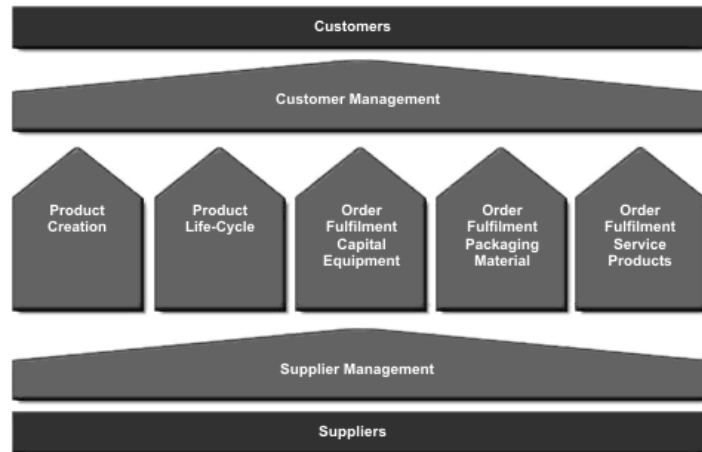 Customers
Customer Management
Product
Creation
Product
Life-Cycle
Order
Fulfilment
Capital
Equipment
Order
Fulfilment
Packaging
Material
Order
Fulfilment
Service
Products
Supplier Management
Suppliers